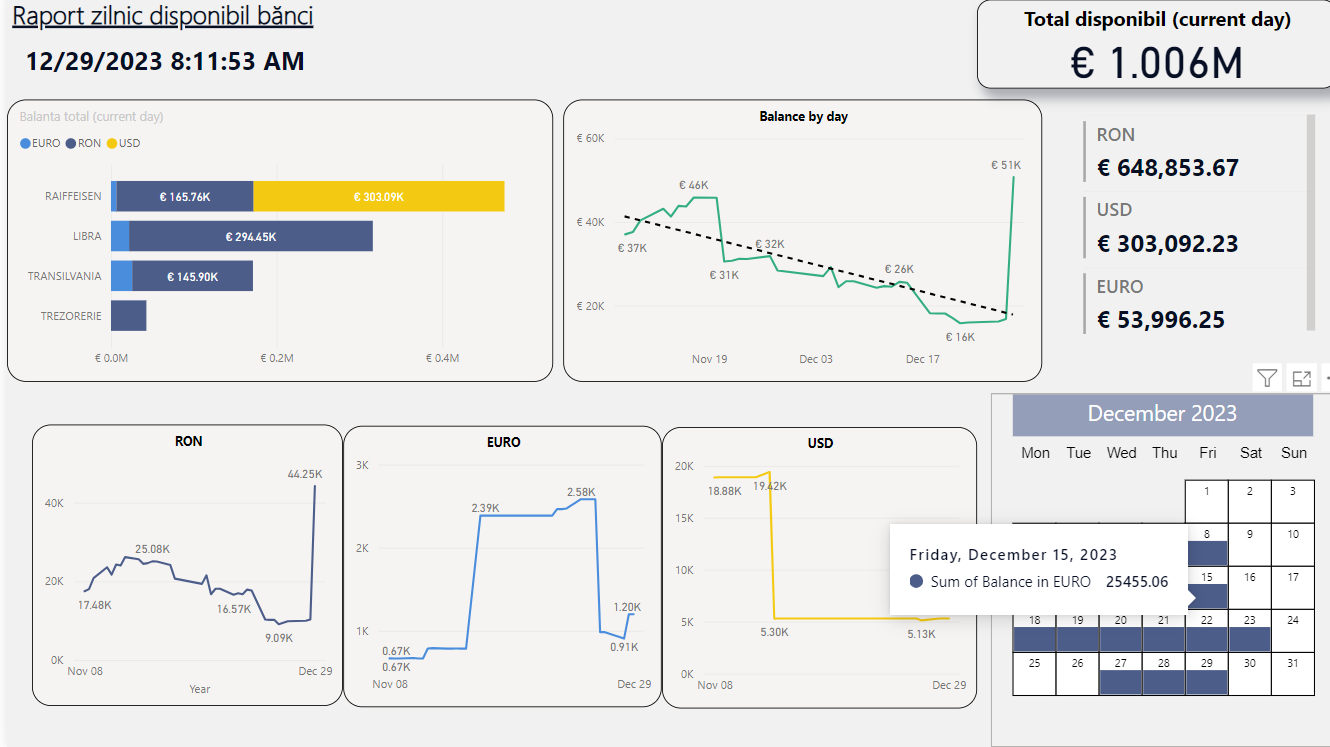 Raport zilnic disponibil bănci
12/29/2023 8:11:53 AM
Total disponibil (current day)
€ 1.006M
Balanta total (current day)
EURO RON USD
RAIFFEISEN € 165.76K € 303.09K
LIBRA € 294.45K
TRANSILVANIA € 145.90K
TREZORERIE
€ 0.0M € 0.2M € 0.4M
Balance by day
€ 60K
€ 51K
€ 46K
€ 40K
€ 37K
€ 32K
€ 31K
€ 26K
€ 20K
€ 16K
Nov 19 Dec 03 Dec 17
RON
€ 648,853.67
USD
€ 303,092.23
EURO
€ 53,996.25
RON
44.25K
40K
25.08K
20K
17.48K
16.57K
9.09K
0K
Nov 08 Dec 29
Year
EURO
3K
2.58K
2.39K
2K
1.20K
1K
0.91K
0.67K
0.67K
Nov 08 Dec 29
USD
20K
18.88K 19.42K
15K
10K
5K
5.30K 5.13K
0K
Nov 08 Dec 29
December 2023
Mon Tue Wed Thu Fri Sat Sun
1 2 3
8 9 10
15 16 17
18 19 20 21 22 23 24
25 26 27 28 29 30 31
Friday, December 15, 2023
Sum of Balance in EURO 25455.06